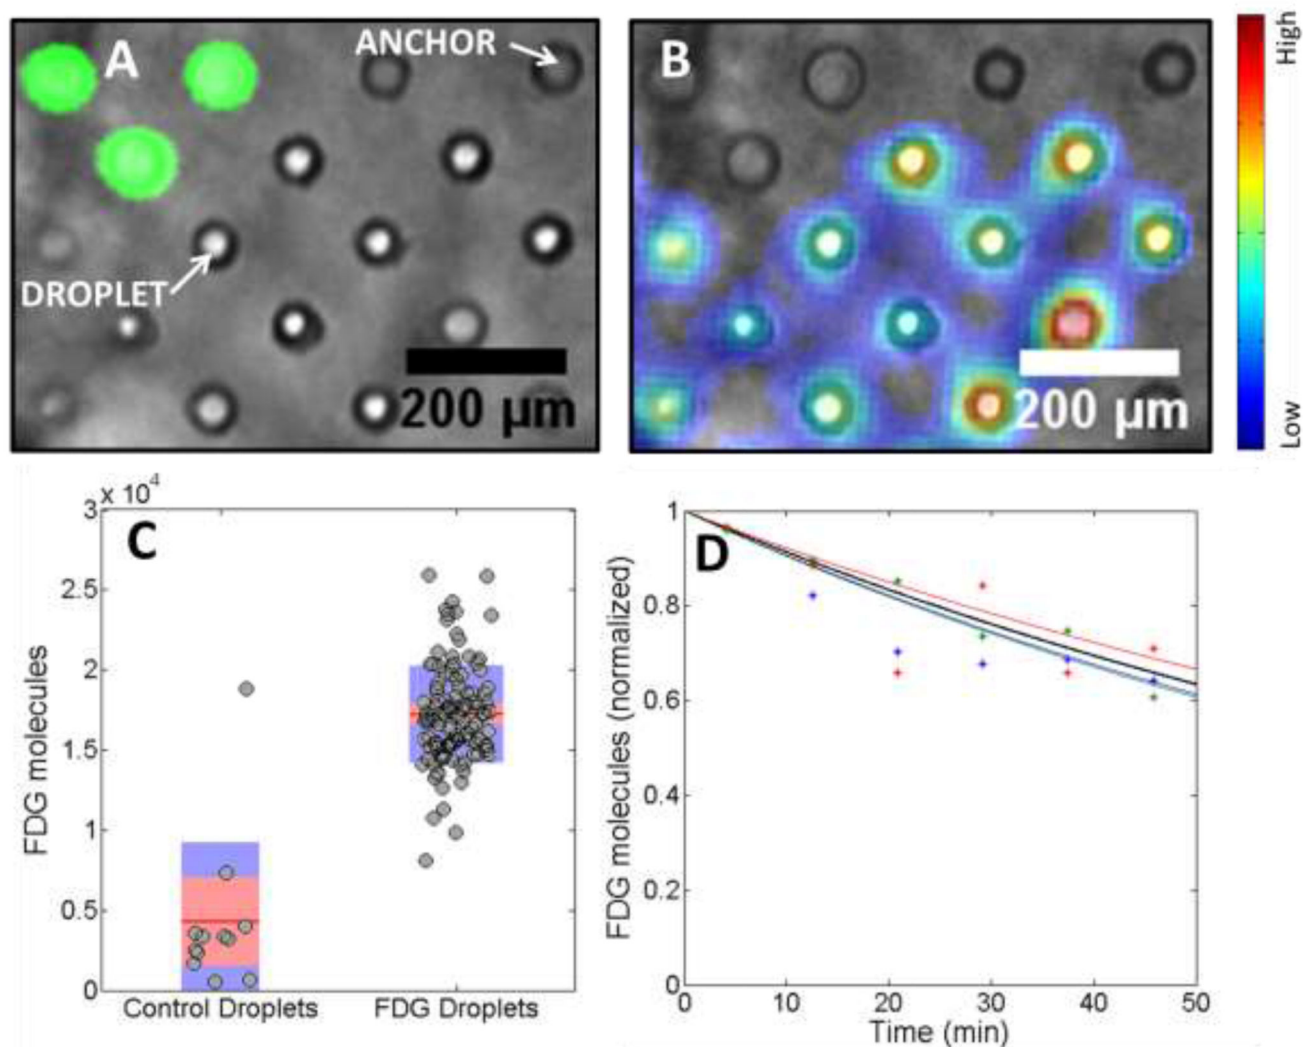 A
ANCHOR
DROPLET
200 µm
B
200 µm
High
Low
C
x 10⁴
3
2.5
2
1.5
1
0.5
0
FDG molecules
Control Droplets
FDG Droplets
D
1
0.8
0.6
0.4
0.2
0
FDG molecules (normalized)
0 10 20 30 40 50
Time (min)